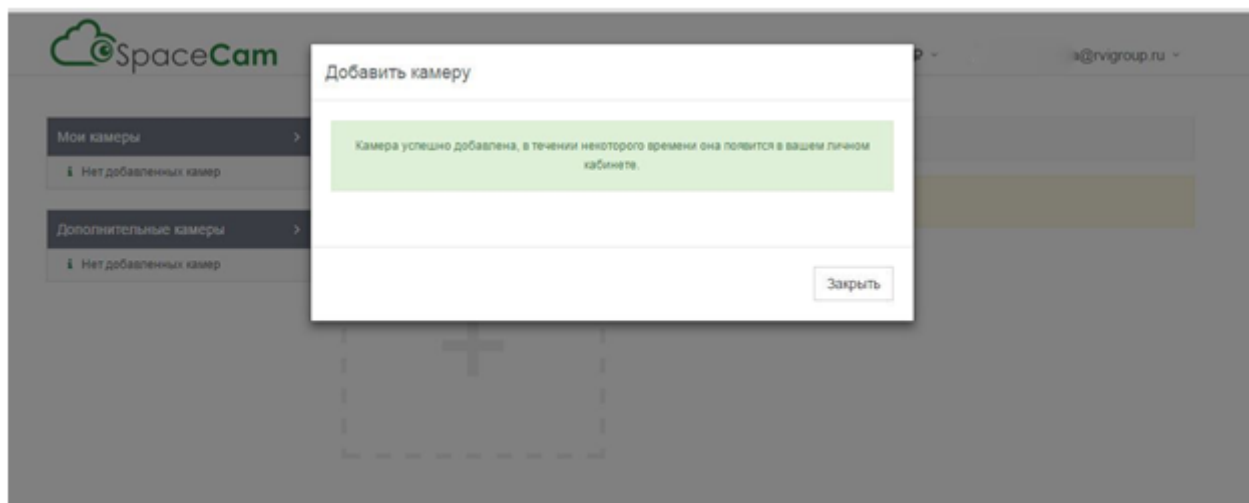 SpaceCam
Добавить камеру
a@rvigroup.ru
Мои камеры
Нет добавленных камер
Дополнительные камеры
Нет добавленных камер
Камера успешно добавлена, в течении некоторого времени она появится в вашем личном
кабинете.
Закрыть